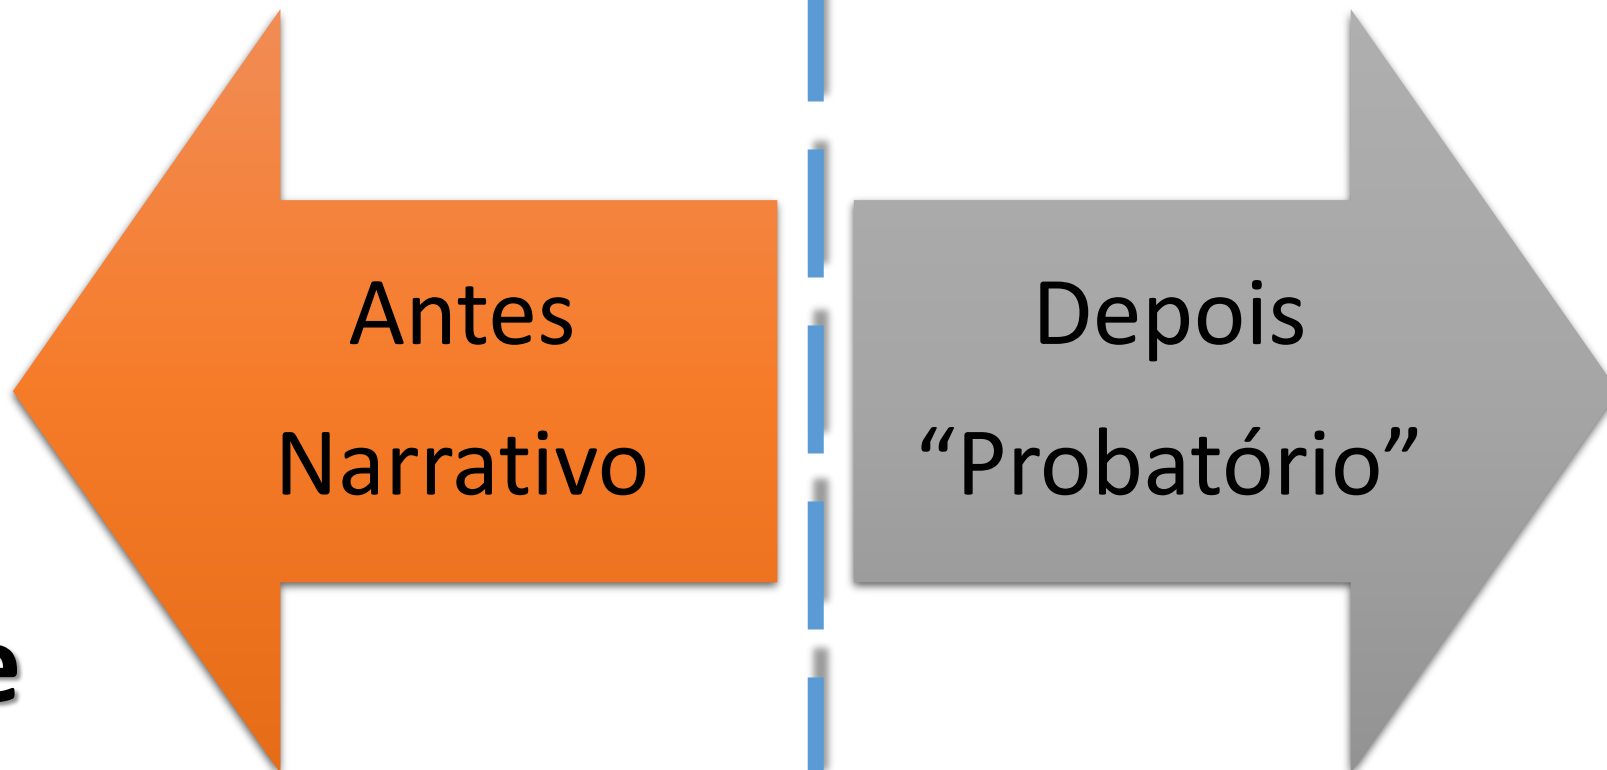 Antes
Narrativo
Depois
“Probatório”
e